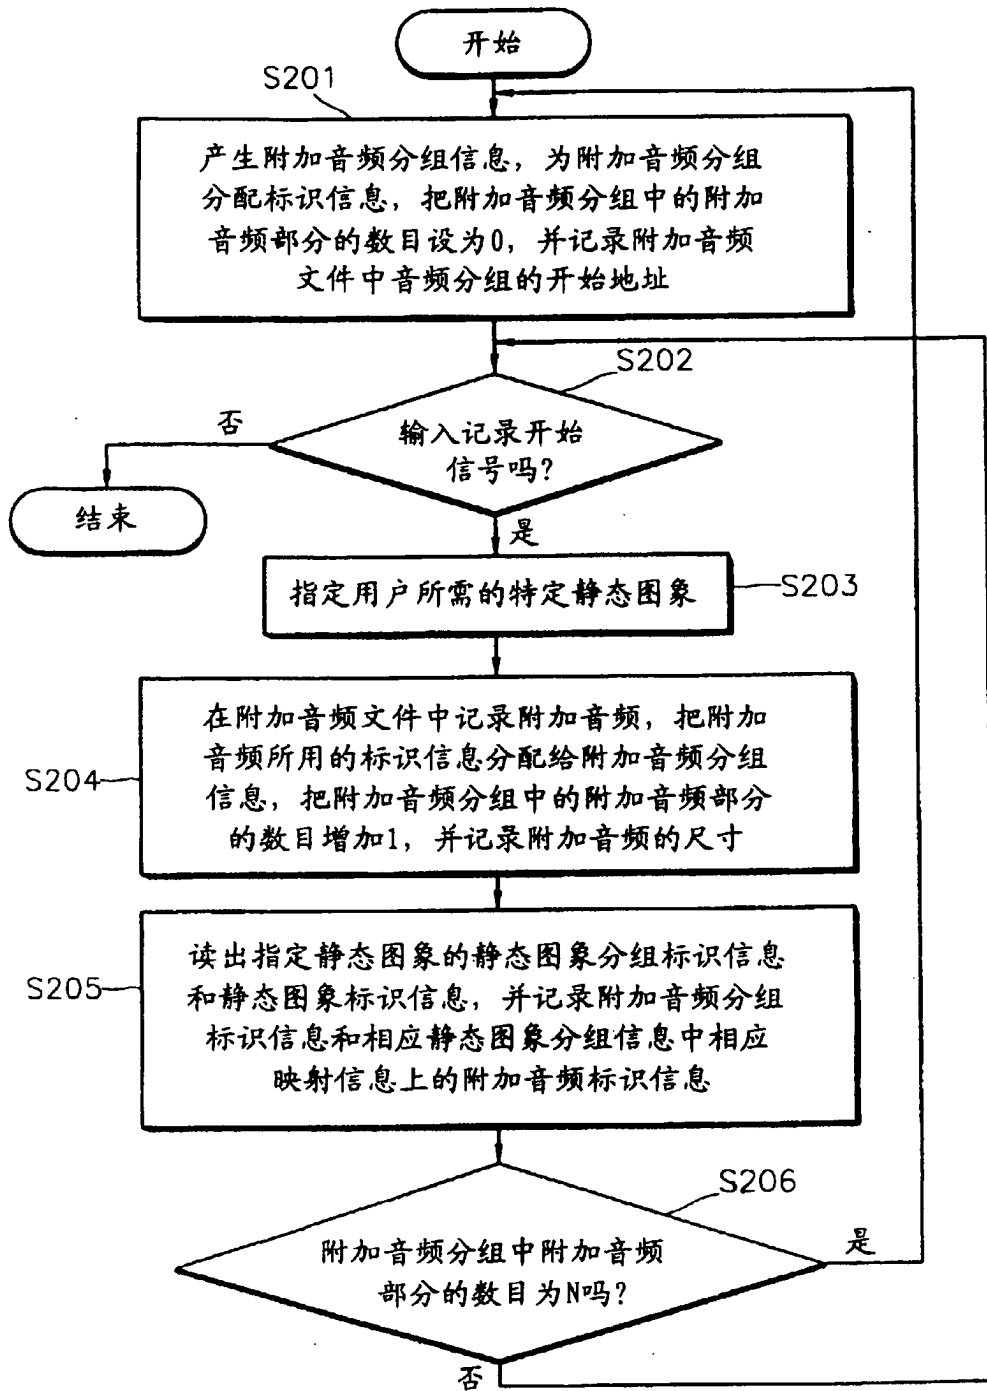 开始
S201
产生附加音频分组信息，为附加音频分组
分配标识信息，把附加音频分组中的附加
音频部分的数目设为0，并记录附加音频
文件中音频分组的开始地址
S202
否
输入记录开始
信号吗？
结束
是
指定用户所需的特定静态图象
S203
在附加音频文件中记录附加音频，把附加
音频所用的标识信息分配给附加音频分组
信息，把附加音频分组中的附加音频部分
的数目增加1，并记录附加音频的尺寸
S204
读出指定静态图象的静态图象分组标识信息
和静态图象标识信息，并记录附加音频分组
标识信息和相应静态图象分组信息中相应
映射信息上的附加音频标识信息
S205
S206
附加音频分组中附加音频
部分的数目为N吗？
是
否